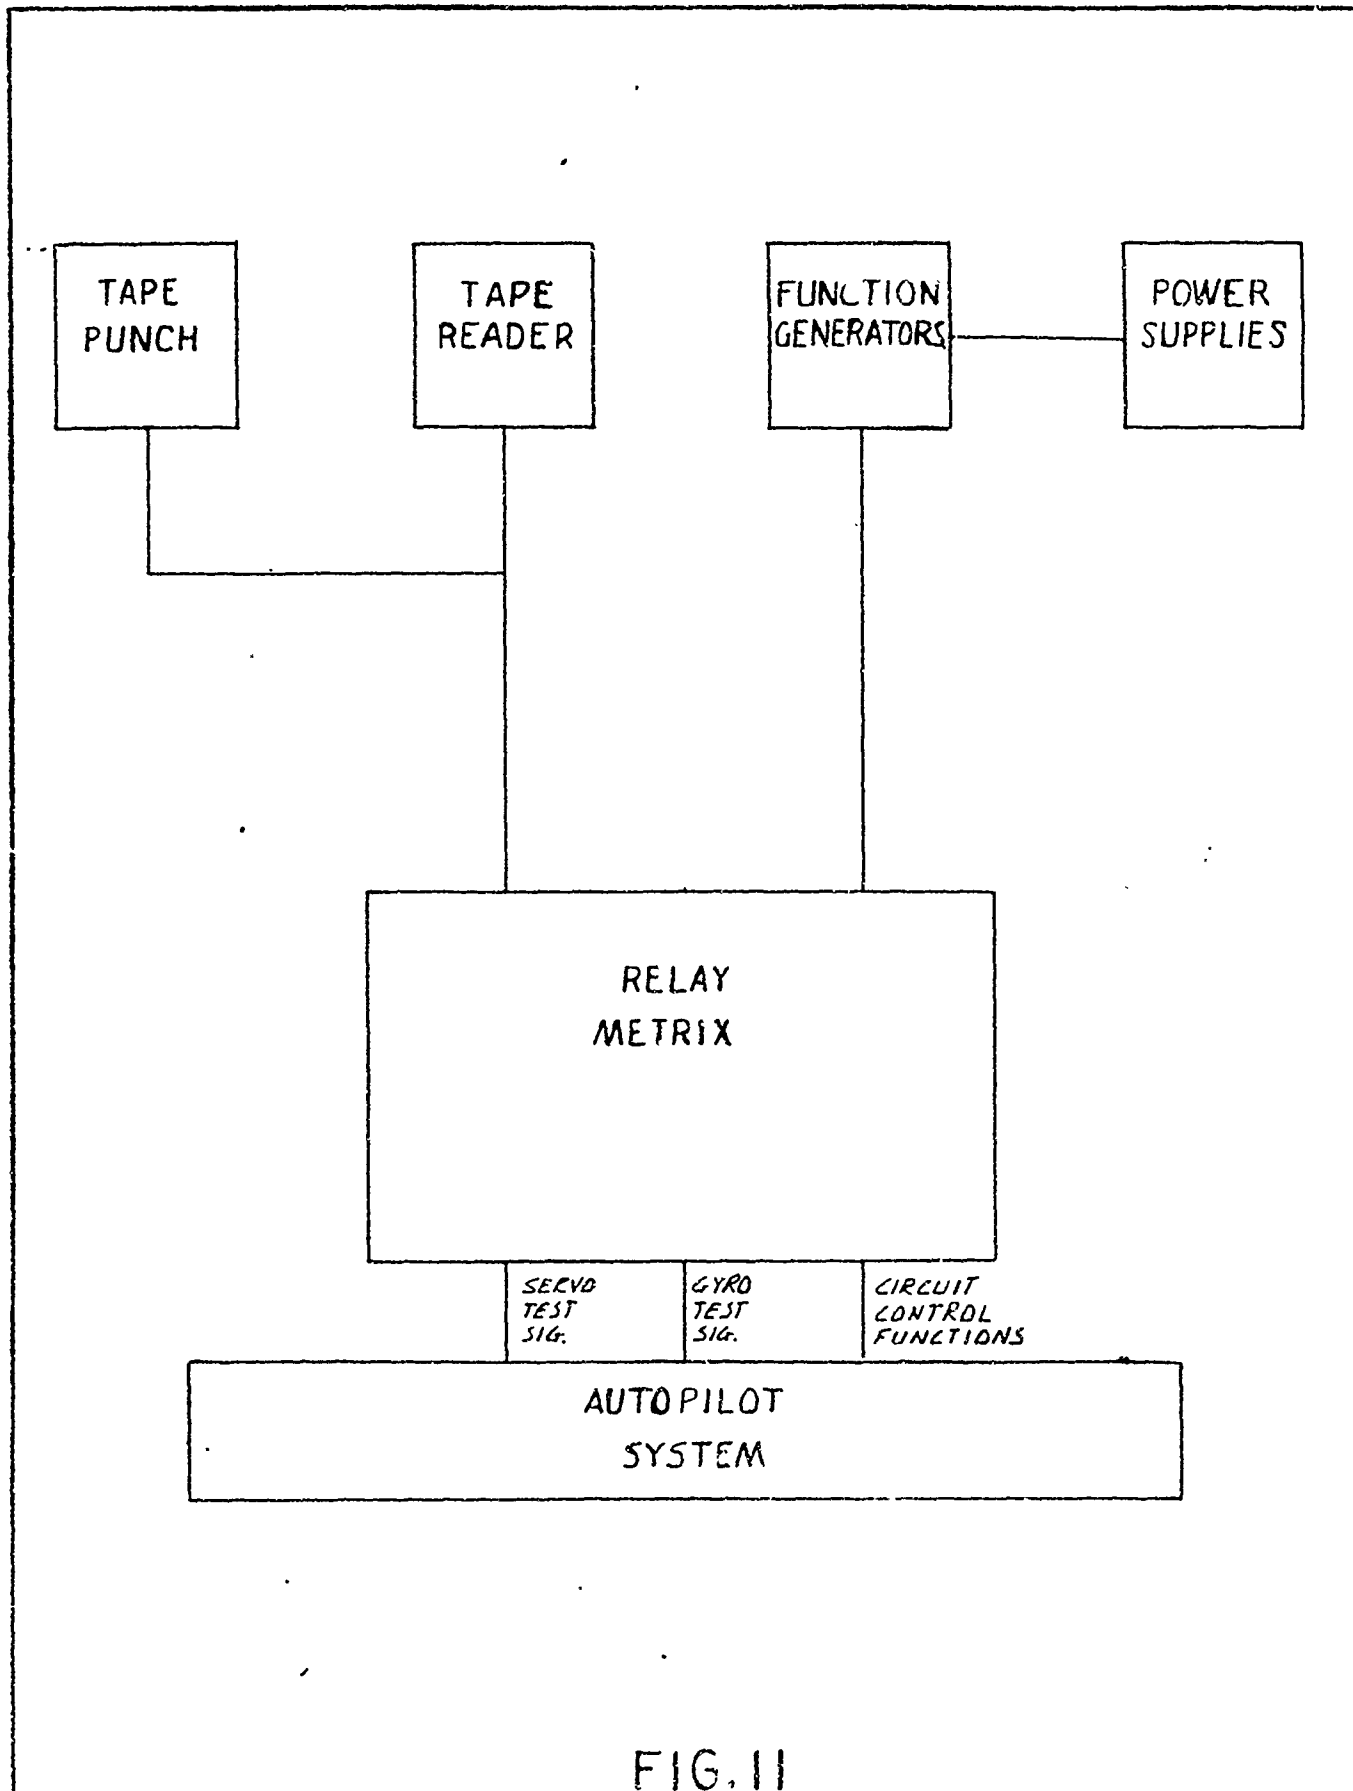 TAPE
PUNCH
TAPE
READER
FUNCTION
GENERATORS
POWER
SUPPLIES
RELAY
METRIX
SERVO
TEST
SIG.
GYRO
TEST
SIG.
CIRCUIT
CONTROL
FUNCTIONS
AUTOPILOT
SYSTEM
FIG. 11